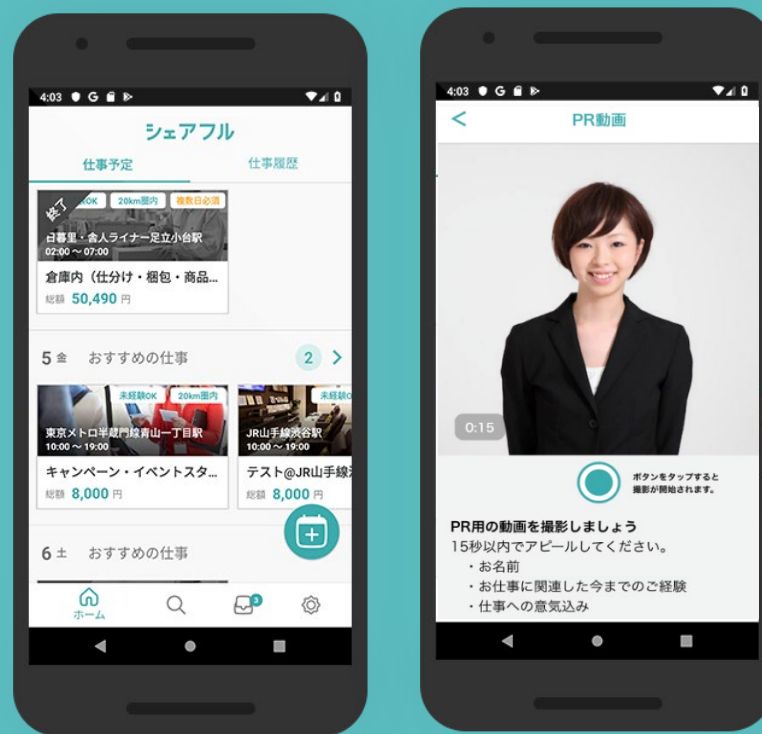 4:03
シェアフル
仕事予定
仕事履歴
終了
OK
20km圏内
複数日必須
日暮里・舎人ライナー足立小台駅
02:00 ～ 07:00
倉庫内（仕分け・梱包・商品...
総額 50,490 円
5 金 おすすめの仕事 2
未経験OK
20km圏内
東京メトロ半蔵門線青山一丁目駅
10:00 ～ 19:00
キャンペーン・イベントスタ...
総額 8,000 円
未経験O
JR山手線渋谷駅
10:00 ～ 19:00
テスト@JR山手線
総額 8,000 円
6 土 おすすめの仕事
ホーム
3
4:03
PR動画
0:15
ボタンをタップすると
撮影が開始されます。
PR用の動画を撮影しましょう
15秒以内でアピールしてください。
・お名前
・お仕事に関連した今までのご経験
・仕事への意気込み